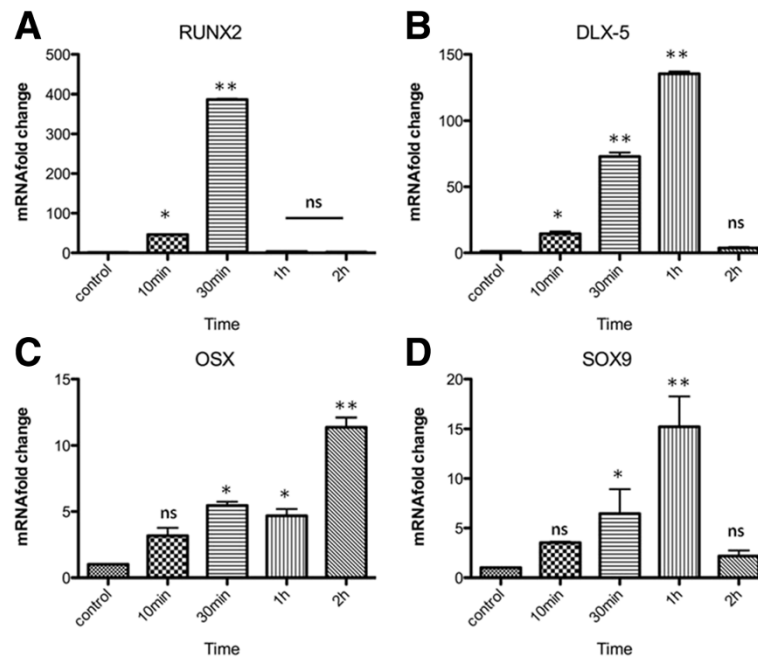 A
RUNX2
mRNAfold change
500
400
300
200
100
0
*
**
ns
control
10min
30min
1h
2h
Time
B
DLX-5
mRNAfold change
150
100
50
0
*
**
**
ns
control
10min
30min
1h
2h
Time
C
OSX
mRNAfold change
15
10
5
0
ns
*
*
**
control
10min
30min
1h
2h
Time
D
SOX9
mRNAfold change
20
15
10
5
0
ns
*
**
ns
control
10min
30min
1h
2h
Time